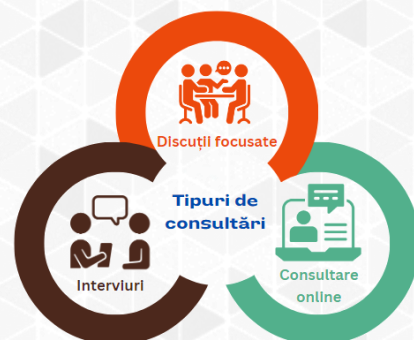 Discuții focusate
Tipuri de
consultări
Interviuri
Consultare
online